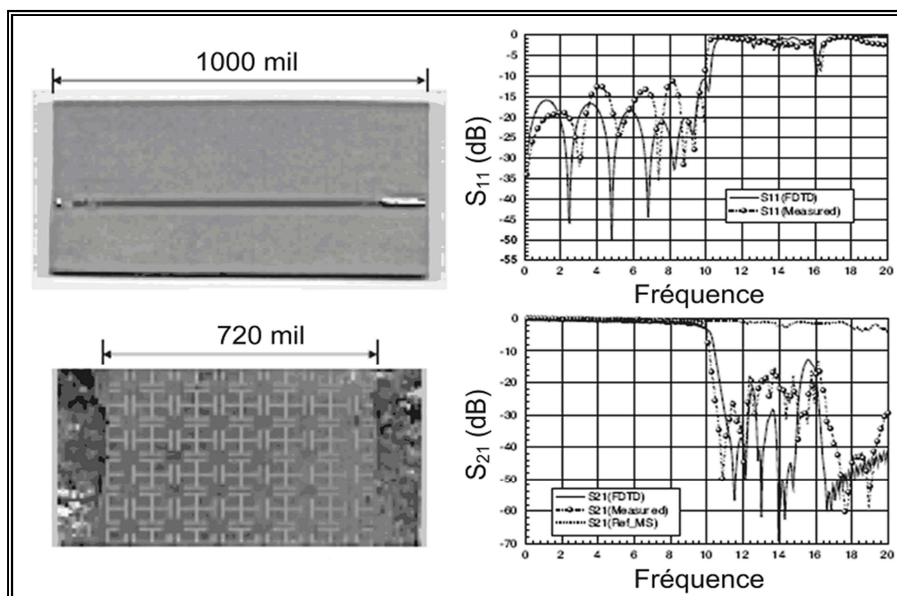 1000 mil
720 mil
S11 (dB)
0
-5
-10
-15
-20
-25
-30
-35
-40
-45
-50
-55
S11(FDTD)
S11(Measured)
0 2 4 6 8 10 12 14 16 18 20
Fréquence
S21 (dB)
0
-10
-20
-30
-40
-50
-60
-70
S21(FDTD)
S21(Measured)
S21(Ref_MS)
0 2 4 6 8 10 12 14 16 18 20
Fréquence